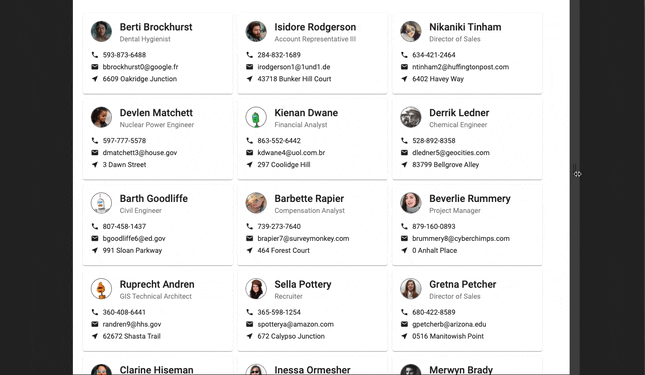 Berti Brockhurst
Dental Hygienist
593-873-6488
bbrockhurst0@google.fr
6609 Oakridge Junction
Isidore Rodgerson
Account Representative III
284-832-1689
irodgerson1@1und1.de
43718 Bunker Hill Court
Nikaniki Tinham
Director of Sales
634-421-2464
ntinham2@huffingtonpost.com
6402 Havey Way
Devlen Matchett
Nuclear Power Engineer
597-777-5578
dmatchett3@house.gov
3 Dawn Street
Kienan Dwane
Financial Analyst
863-552-6442
kdwane4@uol.com.br
297 Coolidge Hill
Derrik Ledner
Chemical Engineer
528-892-8358
dledner5@geocities.com
83799 Bellgrove Alley
Barth Goodliffe
Civil Engineer
807-458-1437
bgoodliffe6@ed.gov
991 Sloan Parkway
Barbette Rapier
Compensation Analyst
739-273-7640
brapier7@surveymonkey.com
464 Forest Court
Beverlie Rummery
Project Manager
879-160-0893
brummery8@cyberchimps.com
0 Anhalt Place
Ruprecht Andren
GIS Technical Architect
360-408-6441
randren9@hhs.gov
62672 Shasta Trail
Sella Pottery
Recruiter
365-598-1254
spotterya@amazon.com
672 Calypso Junction
Gretna Petcher
Director of Sales
680-422-8589
gpetcherb@arizona.edu
0516 Manitowish Point
Clarine Hiseman
Inessa Ormesher
Merwyn Brady